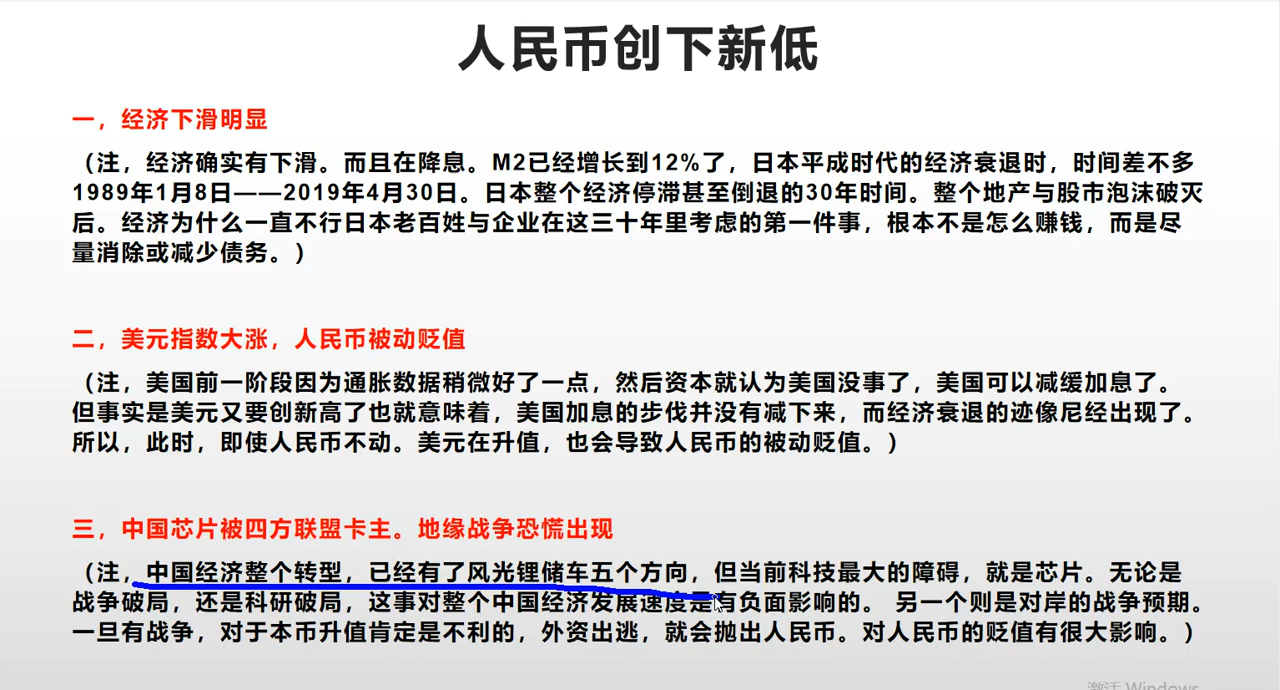 人民币创下新低
一，经济下滑明显
（注，经济确实有下滑。而且在降息。M2已经增长到12%了，日本平成时代的经济衰退时，时间差不多
1989年1月8日——2019年4月30日。日本整个经济停滞甚至倒退的30年时间。整个地产与股市泡沫破灭
后。经济为什么一直不行日本老百姓与企业在这三十年里考虑的第一件事，根本不是怎么赚钱，而是尽
量消除或减少债务。）
二，美元指数大涨，人民币被动贬值
（注，美国前一阶段因为通胀数据稍微好了一点，然后资本就认为美国没事了，美国可以减缓加息了。
但事实是美元又要创新高了也就意味着，美国加息的步伐并没有减下来，而经济衰退的迹像尼经出现了。
所以，此时，即使人民币不动。美元在升值，也会导致人民币的被动贬值。）
三，中国芯片被四方联盟卡主。地缘战争恐慌出现
（注，中国经济整个转型，已经有了风光锂储车五个方向，但当前科技最大的障碍，就是芯片。无论是
战争破局，还是科研破局，这事对整个中国经济发展速度是有负面影响的。 另一个则是对岸的战争预期。
一旦有战争，对于本币升值肯定是不利的，外资出逃，就会抛出人民币。对人民币的贬值有很大影响。）
激活 Windows